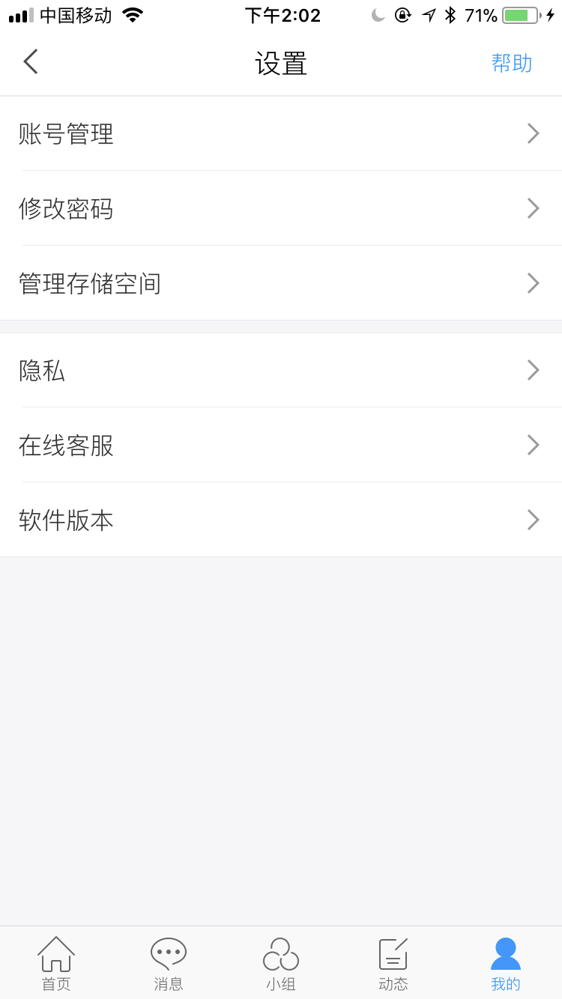 中国移动 下午2:02 71%
设置 帮助
账号管理
修改密码
管理存储空间
隐私
在线客服
软件版本
首页 消息 小组 动态 我的